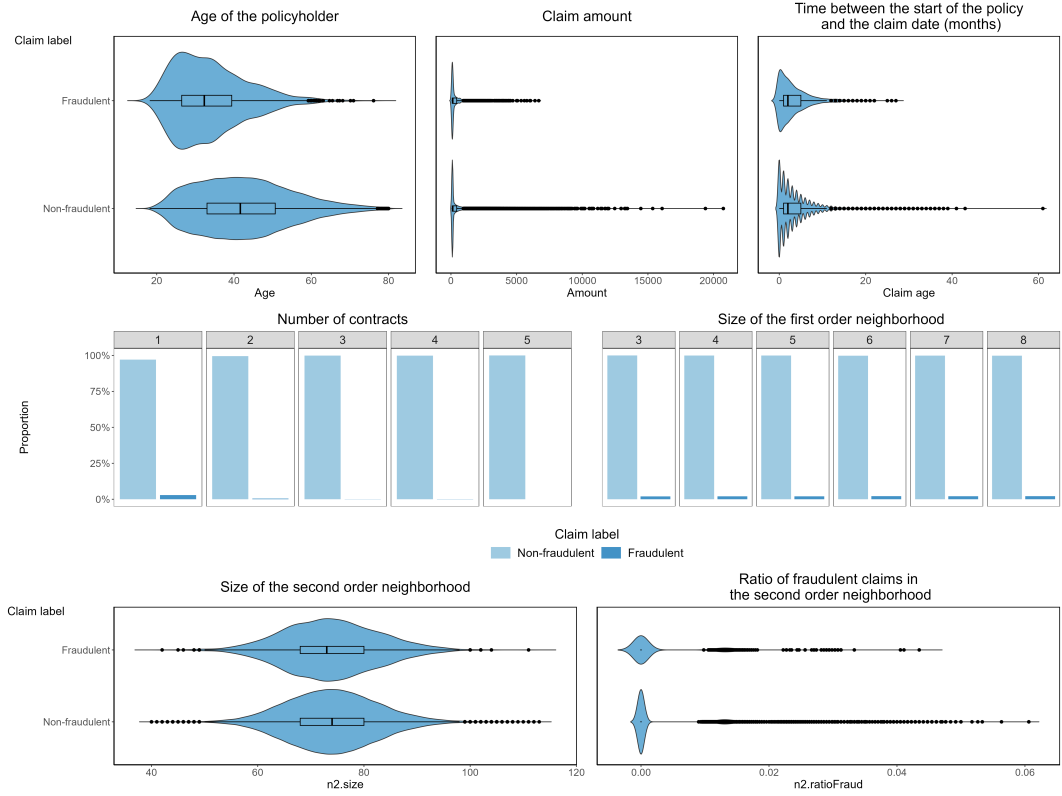 Age of the policyholder
Claim amount
Time between the start of the policy
and the claim date (months)
Claim label
Fraudulent
Non-fraudulent
20 40 60 80
0 5000 10000 15000 20000
0 20 40 60
Age
Amount
Claim age
Number of contracts
Size of the first order neighborhood
1 2 3 4 5
3 4 5 6 7 8
Proportion
100%
75%
50%
25%
0%
Claim label
Non-fraudulent Fraudulent
Size of the second order neighborhood
Ratio of fraudulent claims in
the second order neighborhood
Claim label
Fraudulent
Non-fraudulent
40 60 80 100 120
0.00 0.02 0.04 0.06
n2.size
n2.ratioFraud